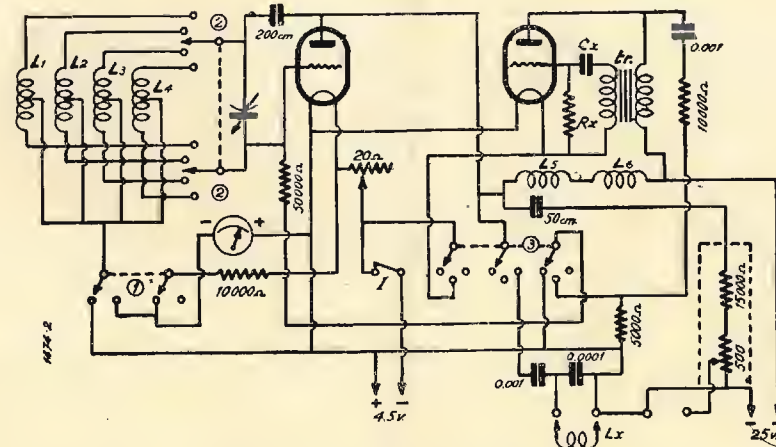 L1
L2
L3
L4
②
②
200cm
50000Ω
20Ω
- +
10000Ω
①
I
③
+ -
4.5v.
Cx
Rx
tr.
0.001
10000Ω
L5
L6
50cm.
5000Ω
0.001
0.0001
Lx
15000Ω
500
- -
25v
1474-2